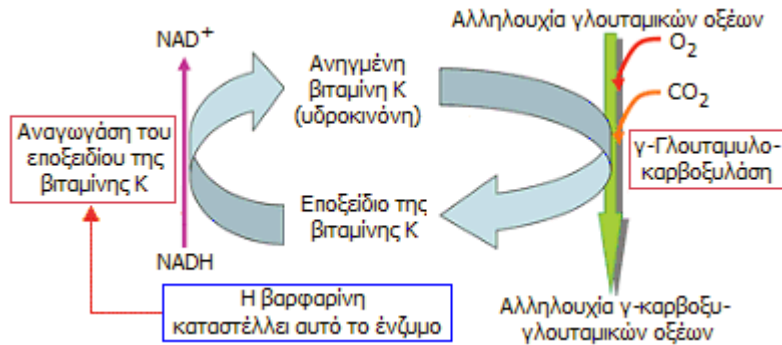 NAD+
Αλληλουχία γλουταμικών οξέων
O2
Ανηγμένη
βιταμίνη Κ
(υδροκινόνη)
CO2
Αναγωγάση του
εποξειδίου της
βιταμίνης Κ
γ-Γλουταμυλο-
καρβοξυλάση
Εποξείδιο της
βιταμίνης Κ
NADH
Η βαρφαρίνη
καταστέλλει αυτό το ένζυμο
Αλληλουχία γ-καρβοξυ-
γλουταμικών οξέων